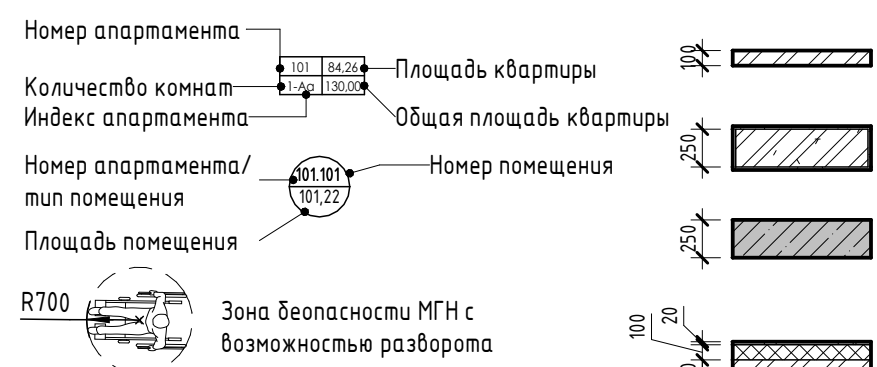 Номер апартамента
101 84,26 Площадь квартиры
Количество комнат 1-Аа 130,00
Индекс апартамента Общая площадь квартиры
Номер апартамента/ 101.101 Номер помещения
тип помещения 101,22
Площадь помещения
R700 Зона беопасности МГН с
возможностью разворота
100
250
250
100 20